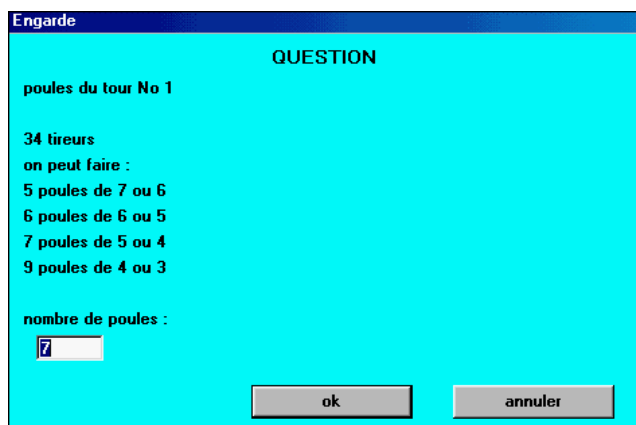 Engarde
QUESTION
poules du tour No 1
34 tireurs
on peut faire :
5 poules de 7 ou 6
6 poules de 6 ou 5
7 poules de 5 ou 4
9 poules de 4 ou 3
nombre de poules :
7
ok annuler